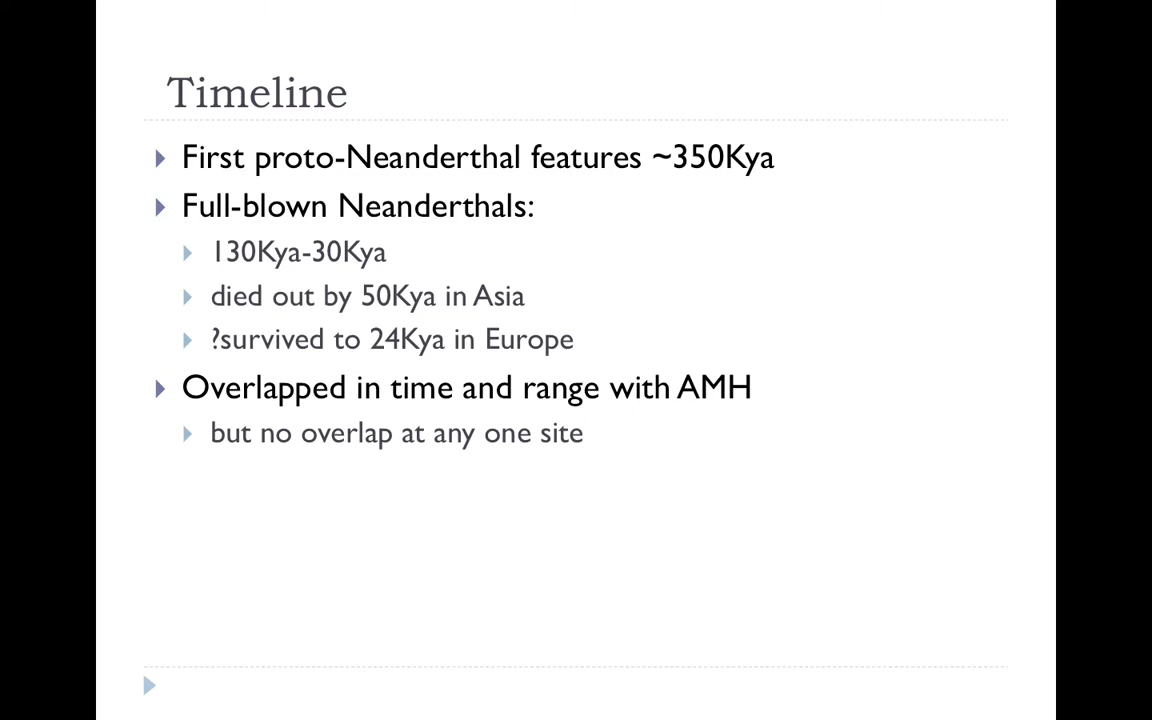 Timeline
First proto-Neanderthal features ~350Kya
Full-blown Neanderthals:
130Kya-30Kya
died out by 50Kya in Asia
?survived to 24Kya in Europe
Overlapped in time and range with AMH
but no overlap at any one site